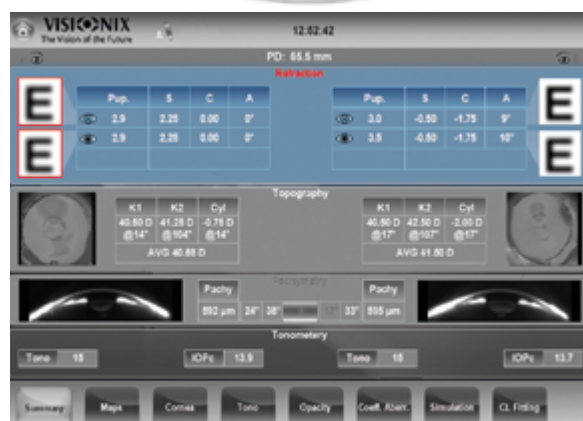 VISIONIX
The Vision of the Future
12:52:42
PD: 65.5 mm
Refraction
E
Pup. S C A
2.9 2.25 0.00 0°
2.9 2.25 0.00 0°
E
Pup. S C A
3.0 -0.50 -1.75 9°
3.5 -0.50 -1.75 10°
E
E
Topography
K1 K2 Cyl
40.50 D 41.25 D -0.75 D
@14° @104° @14°
AVG 40.88 D
K1 K2 Cyl
40.50 D 42.50 D -2.00 D
@17° @107° @17°
AVG 41.50 D
Pachymetry
Pachy
592 µm 24° 38°
Pachy
33° 595 µm
Tonometery
Tono 15 IOPc 13.9 Tono 15 IOPc 13.7
Summary Maps Cornea Tono Opacity Coeff. Aberr. Simulation CL Fitting